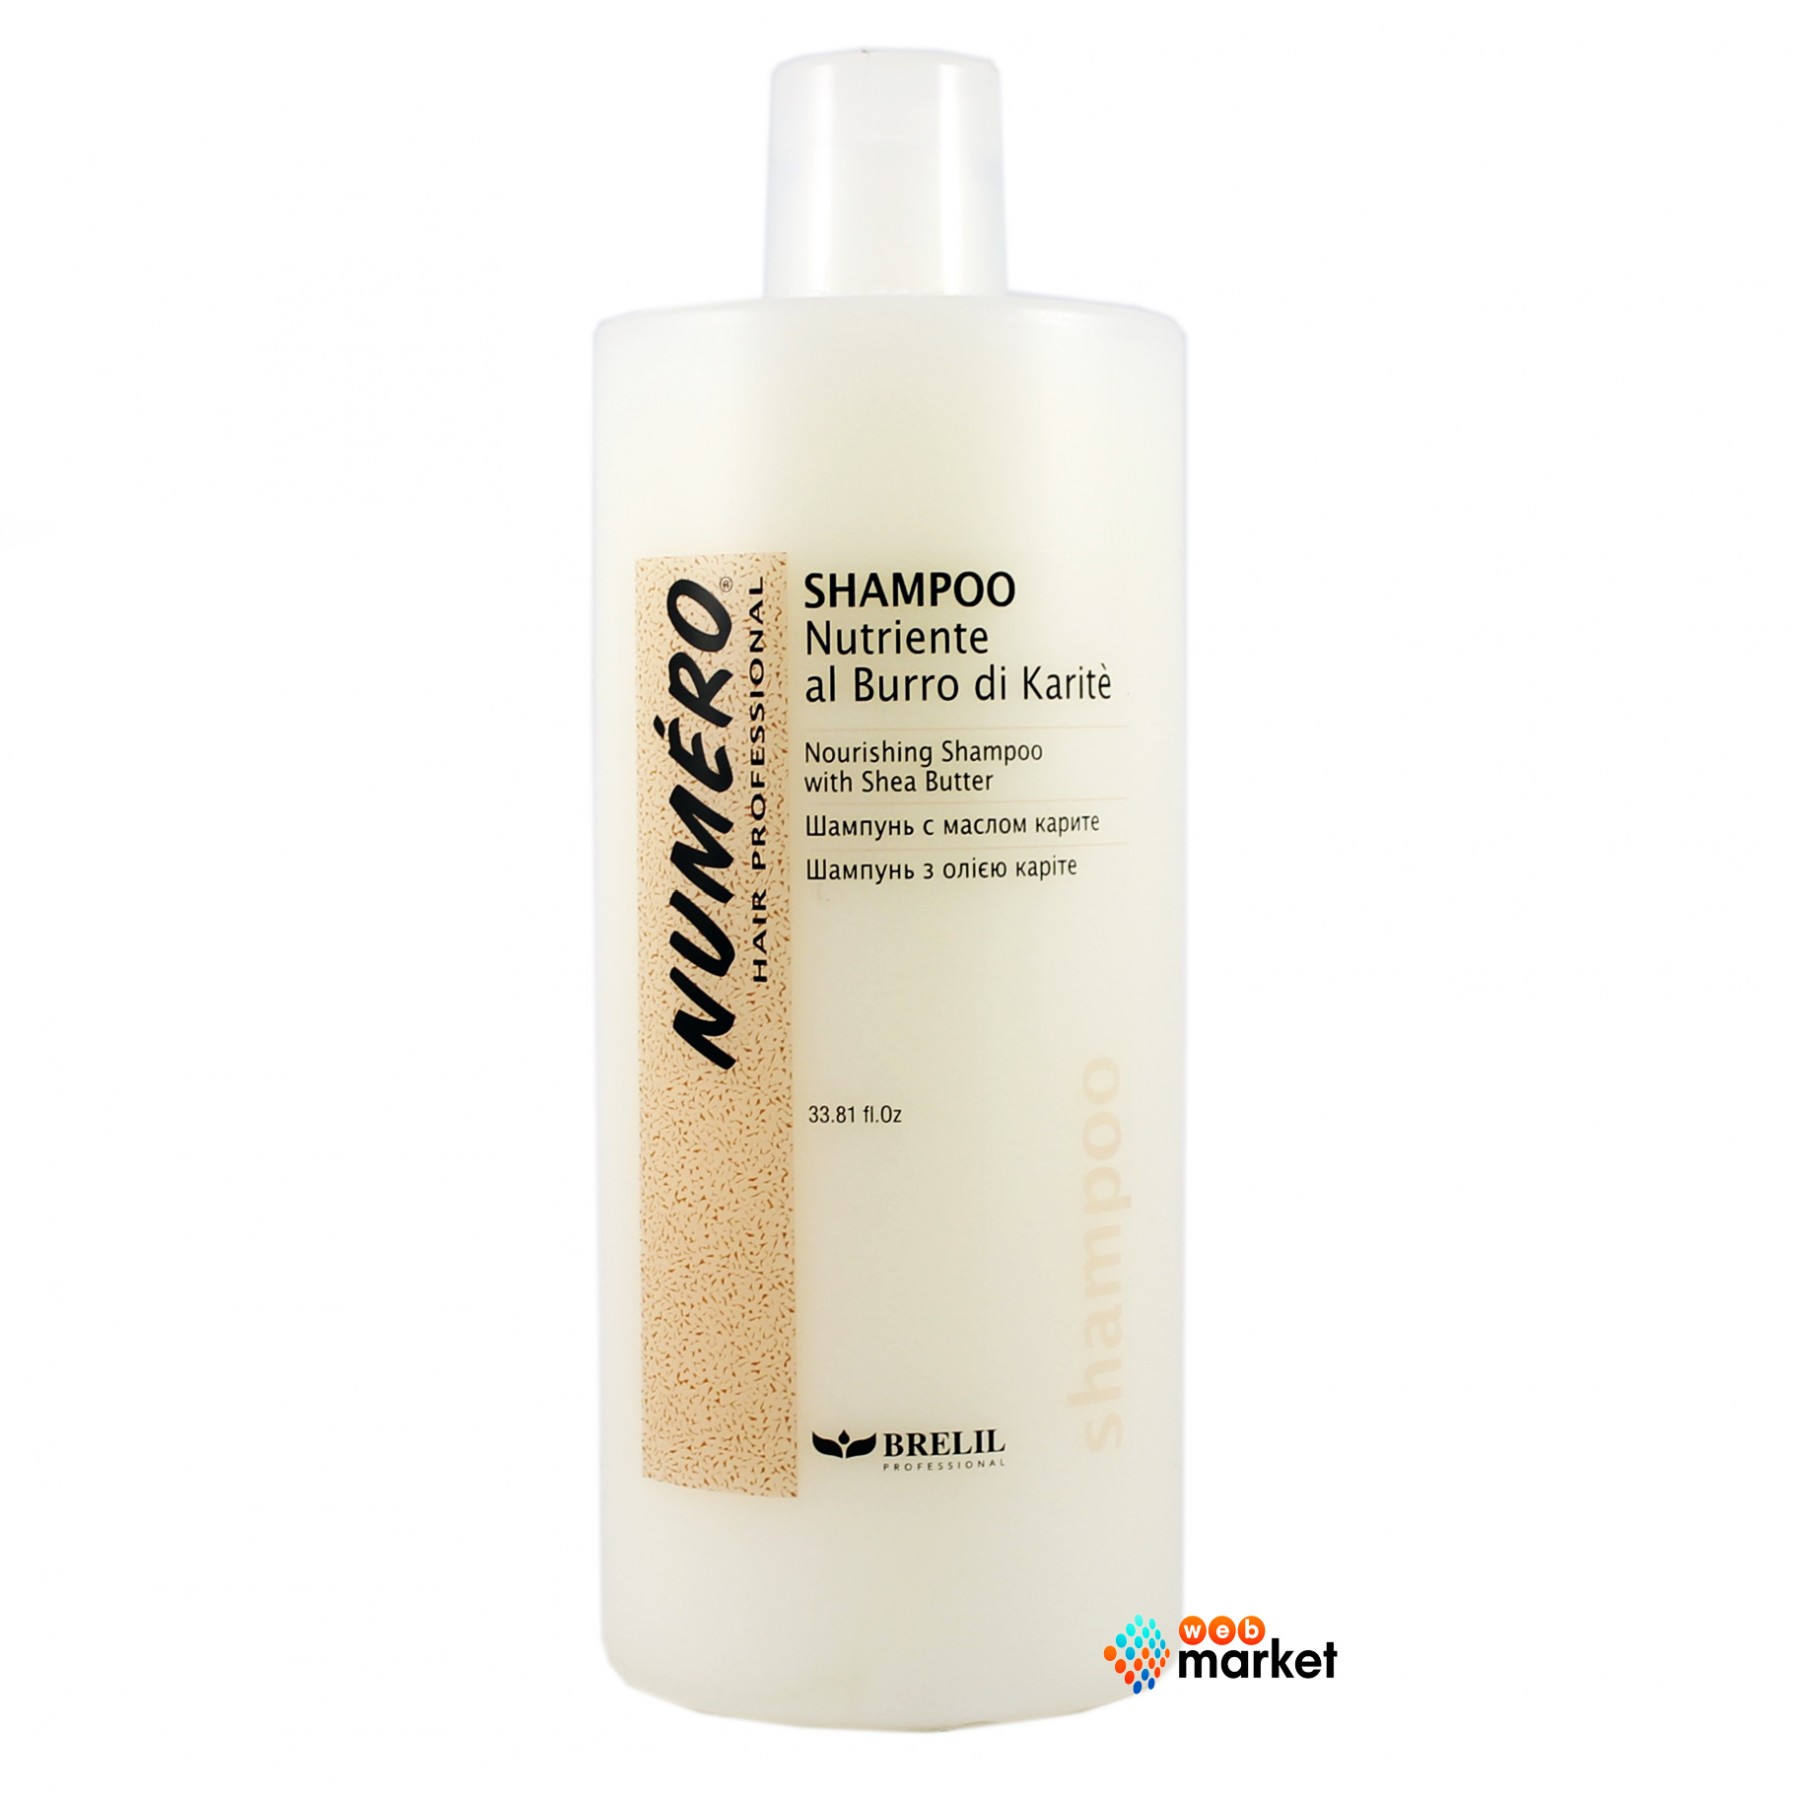 NUMÉRO®
HAIR PROFESSIONAL
SHAMPOO
Nutriente
al Burro di Karitè
Nourishing Shampoo
with Shea Butter
Шампунь с маслом карите
Шампунь з олією каріте
33.81 fl.Oz
shampoo
BRELIL
PROFESSIONAL
web
market